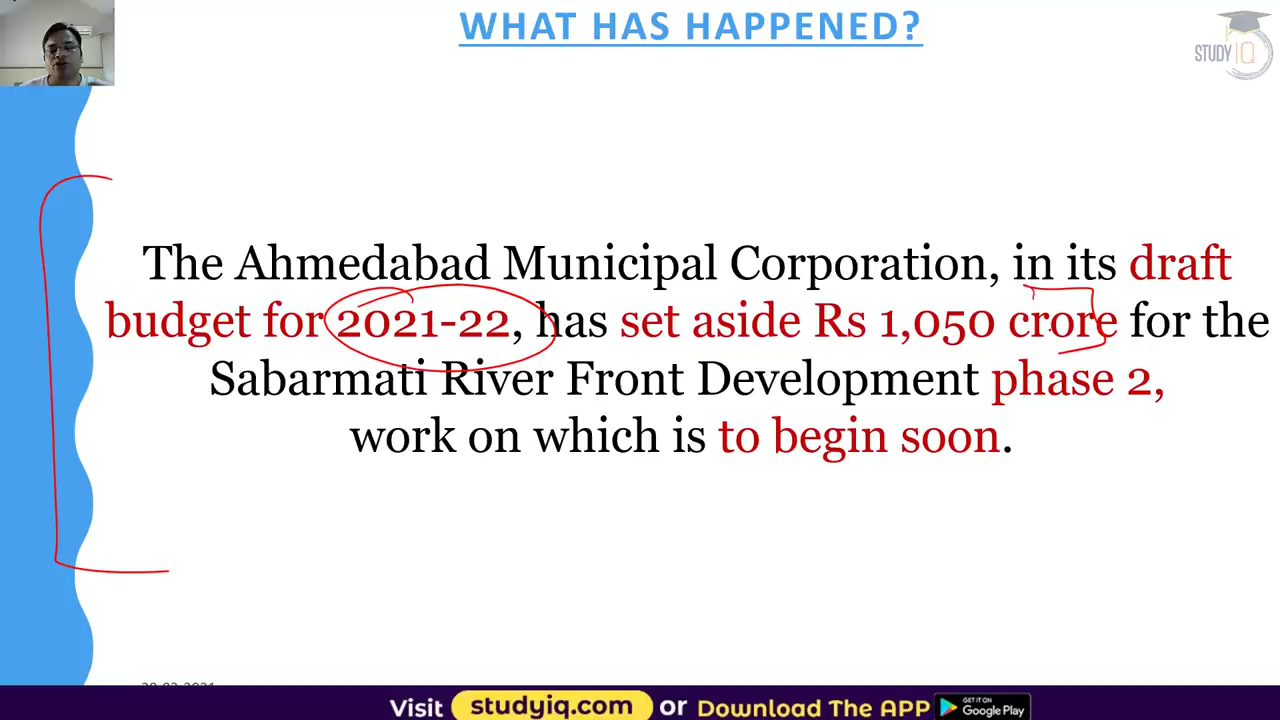 WHAT HAS HAPPENED?
STUDY IQ
The Ahmedabad Municipal Corporation, in its draft
budget for 2021-22, has set aside Rs 1,050 crore for the
Sabarmati River Front Development phase 2,
work on which is to begin soon.
Visit studyiq.com or Download The APP GET IT ON Google Play